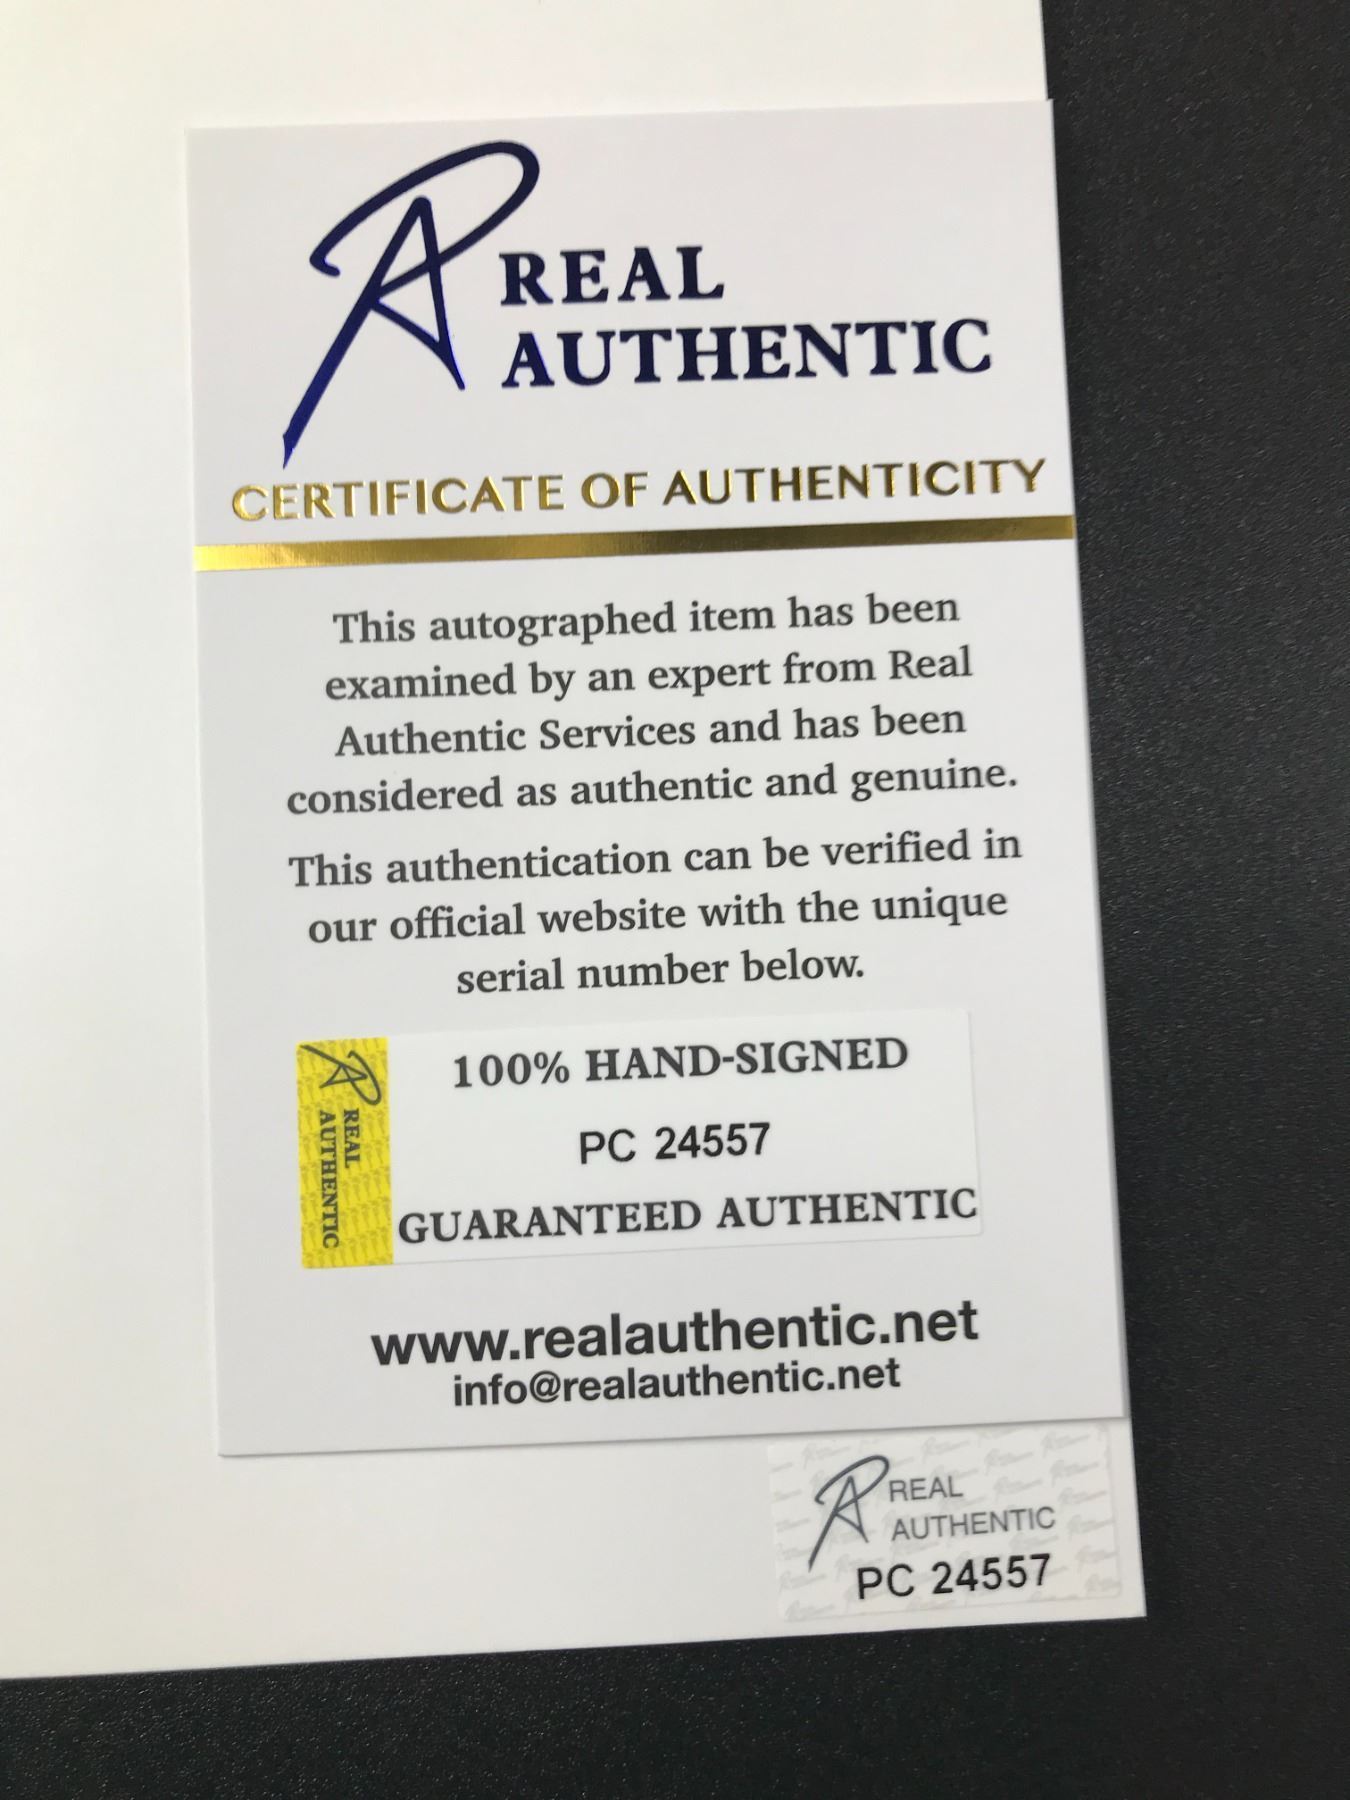 REAL
AUTHENTIC
CERTIFICATE OF AUTHENTICITY
This autographed item has been
examined by an expert from Real
Authentic Services and has been
considered as authentic and genuine.
This authentication can be verified in
our official website with the unique
serial number below.
REAL
AUTHENTIC
100% HAND-SIGNED
PC 24557
GUARANTEED AUTHENTIC
www.realauthentic.net
info@realauthentic.net
REAL
AUTHENTIC
PC 24557